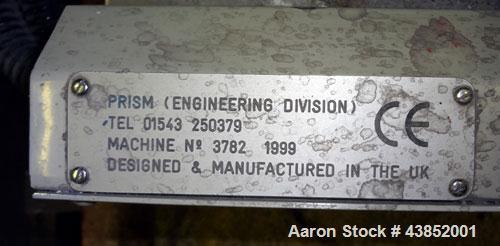 PRISM (ENGINEERING DIVISION)
TEL 01543 250379
MACHINE Nº 3782 1999
DESIGNED & MANUFACTURED IN THE UK
CE
Aaron Stock # 43852001